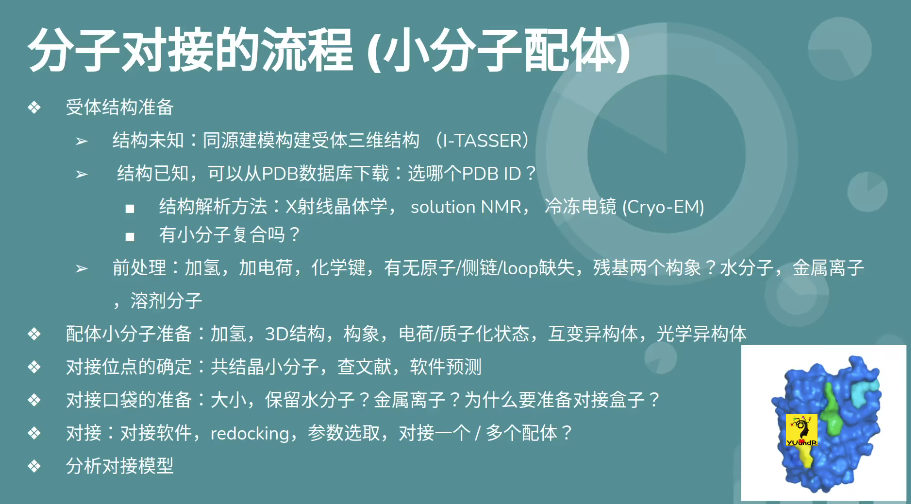 分子对接的流程 (小分子配体)
❖ 受体结构准备
➢ 结构未知：同源建模构建受体三维结构 （I-TASSER）
➢ 结构已知，可以从PDB数据库下载：选哪个PDB ID？
■ 结构解析方法：X射线晶体学， solution NMR， 冷冻电镜 (Cryo-EM)
■ 有小分子复合吗？
➢ 前处理：加氢，加电荷，化学键，有无原子/侧链/loop缺失，残基两个构象？水分子，金属离子
，溶剂分子
❖ 配体小分子准备：加氢，3D结构，构象，电荷/质子化状态，互变异构体，光学异构体
❖ 对接位点的确定：共结晶小分子，查文献，软件预测
❖ 对接口袋的准备：大小，保留水分子？金属离子？为什么要准备对接盒子？
❖ 对接：对接软件，redocking，参数选取，对接一个 / 多个配体？
❖ 分析对接模型
YUandR